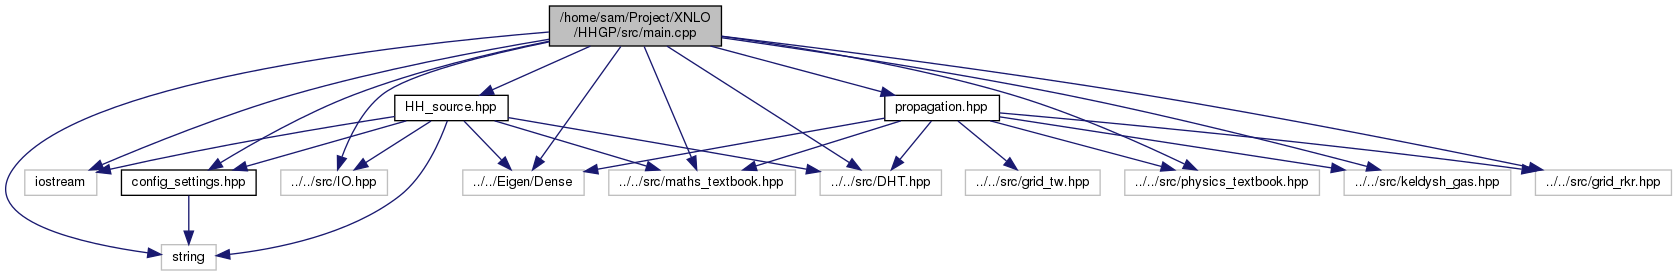 /home/sam/Project/XNLO
/HHGP/src/main.cpp
HH_source.hpp
propagation.hpp
iostream
config_settings.hpp
../../src/IO.hpp
../../Eigen/Dense
../../src/maths_textbook.hpp
../../src/DHT.hpp
../../src/grid_tw.hpp
../../src/physics_textbook.hpp
../../src/keldysh_gas.hpp
../../src/grid_rkr.hpp
string